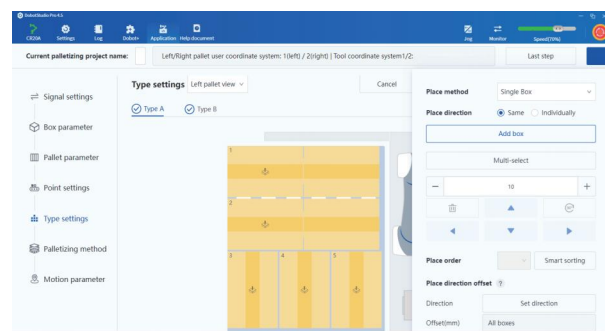 DobotStudio Pro 4.5
CR20A
Settings
Log
Dobot+
Application
Help document
Jog
Monitor
Speed(70%)
Current palletizing project name:
Left/Right pallet user coordinate system: 1(left) / 2(right) | Tool coordinate system1/2:
Last step
Signal settings
Box parameter
Pallet parameter
Point settings
Type settings
Palletizing method
Motion parameter
Type settings
Left pallet view
Cancel
Type A
Type B
1
2
3
4
5
Place method
Single Box
Place direction
Same
Individually
Add box
Multi-select
10
Place order
Smart sorting
Place direction offset ?
Direction
Set direction
Offset(mm)
All boxes